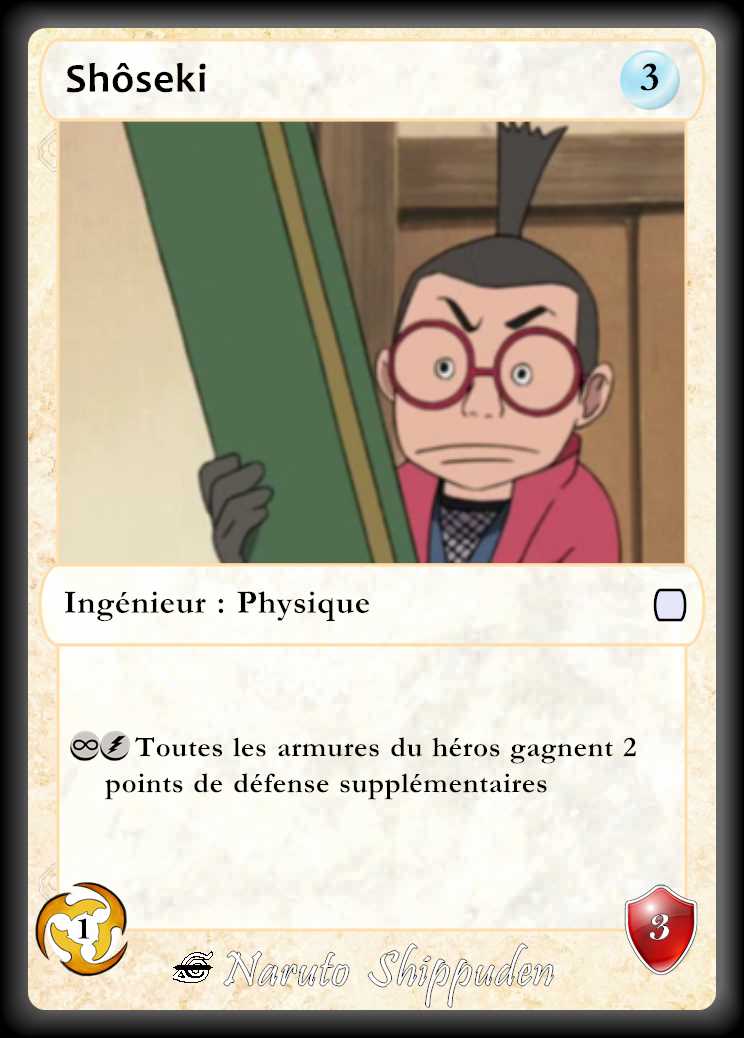 Shôseki
3
Ingénieur : Physique
Toutes les armures du héros gagnent 2
points de défense supplémentaires
1
3
Naruto Shippuden